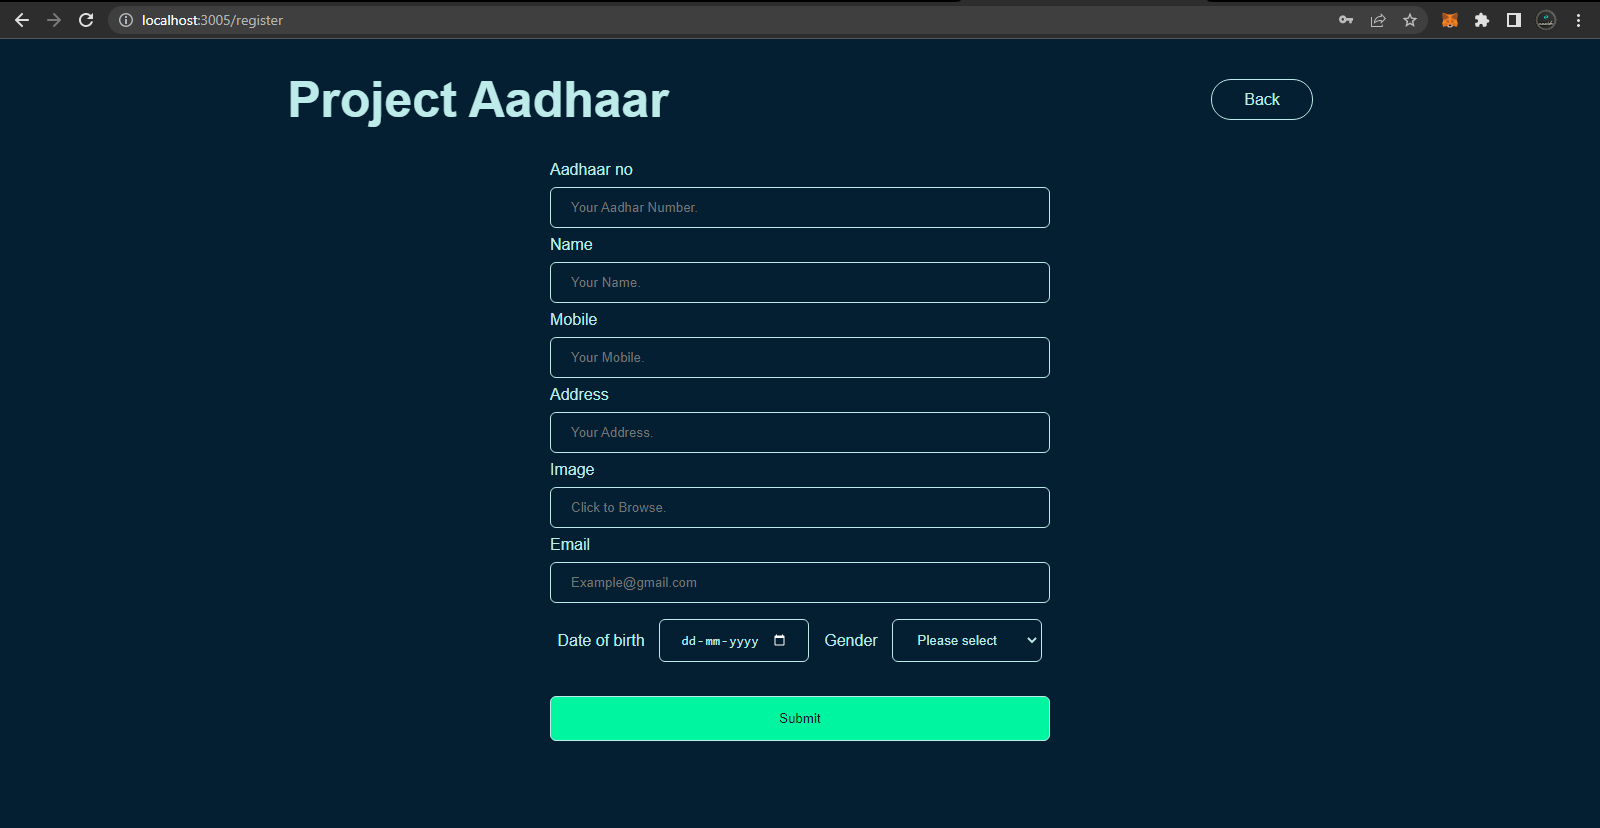 localhost:3005/register
Project Aadhaar
Back
Aadhaar no
Your Aadhar Number.
Name
Your Name.
Mobile
Your Mobile.
Address
Your Address.
Image
Click to Browse.
Email
Example@gmail.com
Date of birth dd-mm-yyyy Gender Please select
Submit